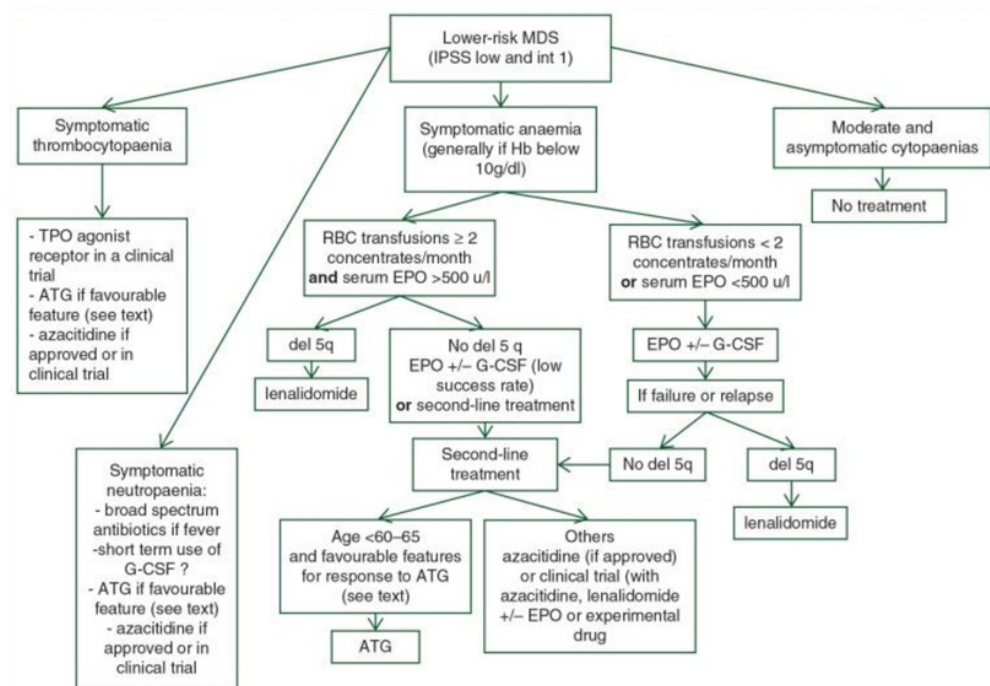 Lower-risk MDS
(IPSS low and int 1)
Symptomatic
thrombocytopaenia
Symptomatic anaemia
(generally if Hb below
10g/dl)
Moderate and
asymptomatic cytopaenias
No treatment
- TPO agonist
receptor in a clinical
trial
- ATG if favourable
feature (see text)
- azacitidine if
approved or in
clinical trial
RBC transfusions ≥ 2
concentrates/month
and serum EPO >500 u/l
RBC transfusions < 2
concentrates/month
or serum EPO <500 u/l
del 5q
lenalidomide
No del 5 q
EPO +/– G-CSF (low
success rate)
or second-line treatment
EPO +/– G-CSF
If failure or relapse
Second-line
treatment
No del 5q
del 5q
lenalidomide
Symptomatic
neutropaenia:
- broad spectrum
antibiotics if fever
-short term use of
G-CSF ?
- ATG if favourable
feature (see text)
- azacitidine if
approved or in
clinical trial
Age <60–65
and favourable features
for response to ATG
(see text)
ATG
Others
azacitidine (if approved)
or clinical trial (with
azacitidine, lenalidomide
+/– EPO or experimental
drug